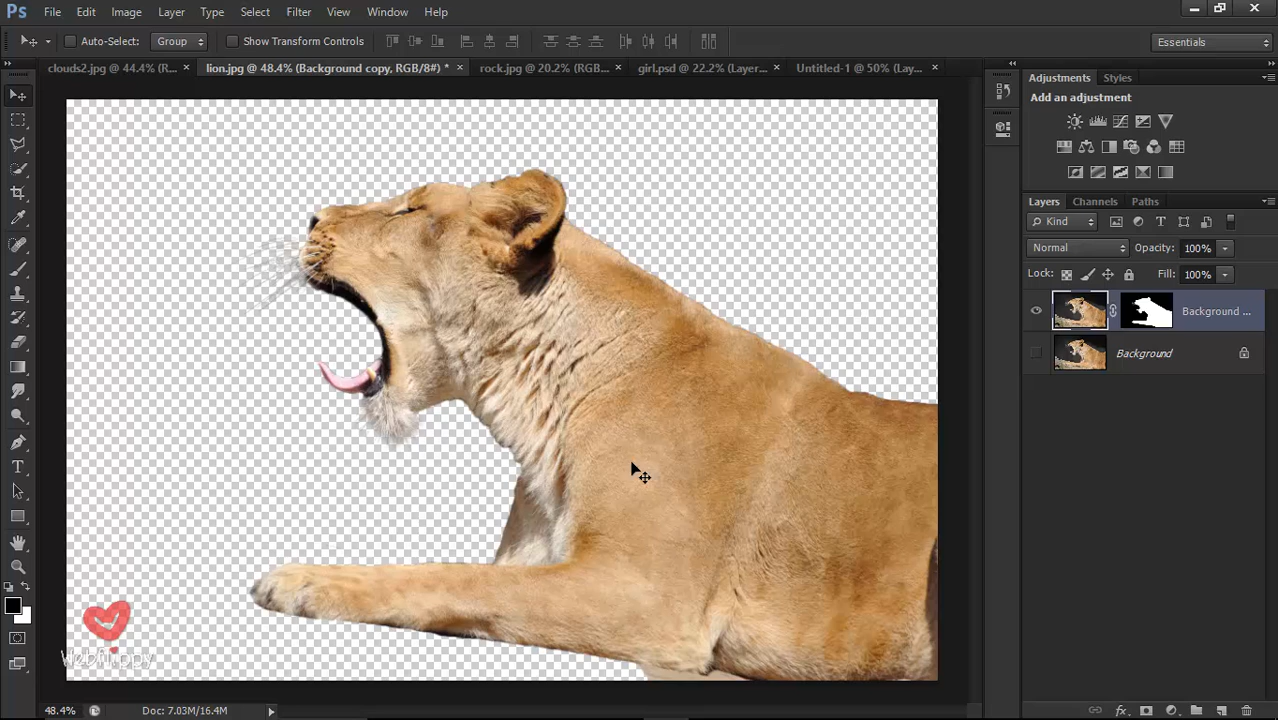 Ps File Edit Image Layer Type Select Filter View Window Help
Auto-Select: Group Show Transform Controls Essentials
clouds2.jpg @ 44.4% (R... × lion.jpg @ 48.4% (Background copy, RGB/8#) * × rock.jpg @ 20.2% (RGB... × girl.psd @ 22.2% (Layer... × Untitled-1 @ 50% (Lay... ×
Adjustments Styles
Add an adjustment
Layers Channels Paths
Kind
Normal Opacity: 100%
Lock: Fill: 100%
Background ...
Background
Webflippy
48.4% Doc: 7.03M/16.4M